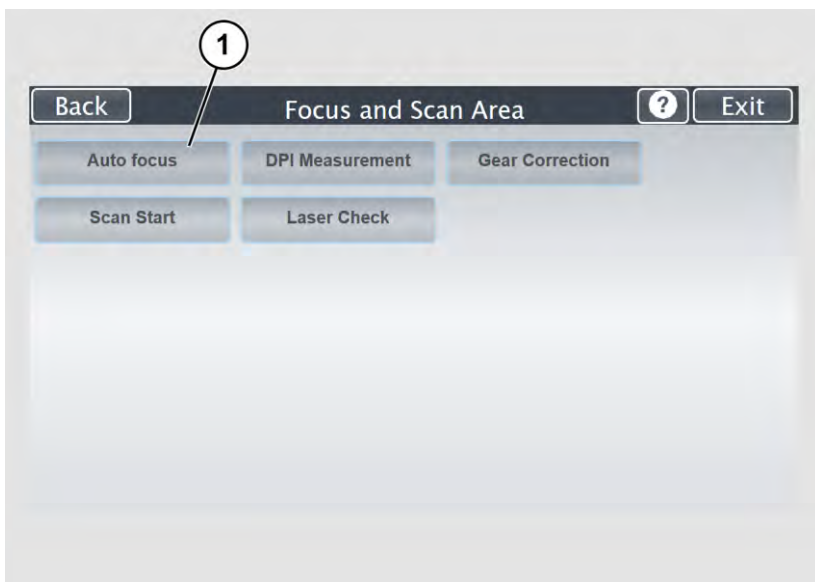 1
Back Focus and Scan Area ? Exit
Auto focus DPI Measurement Gear Correction
Scan Start Laser Check